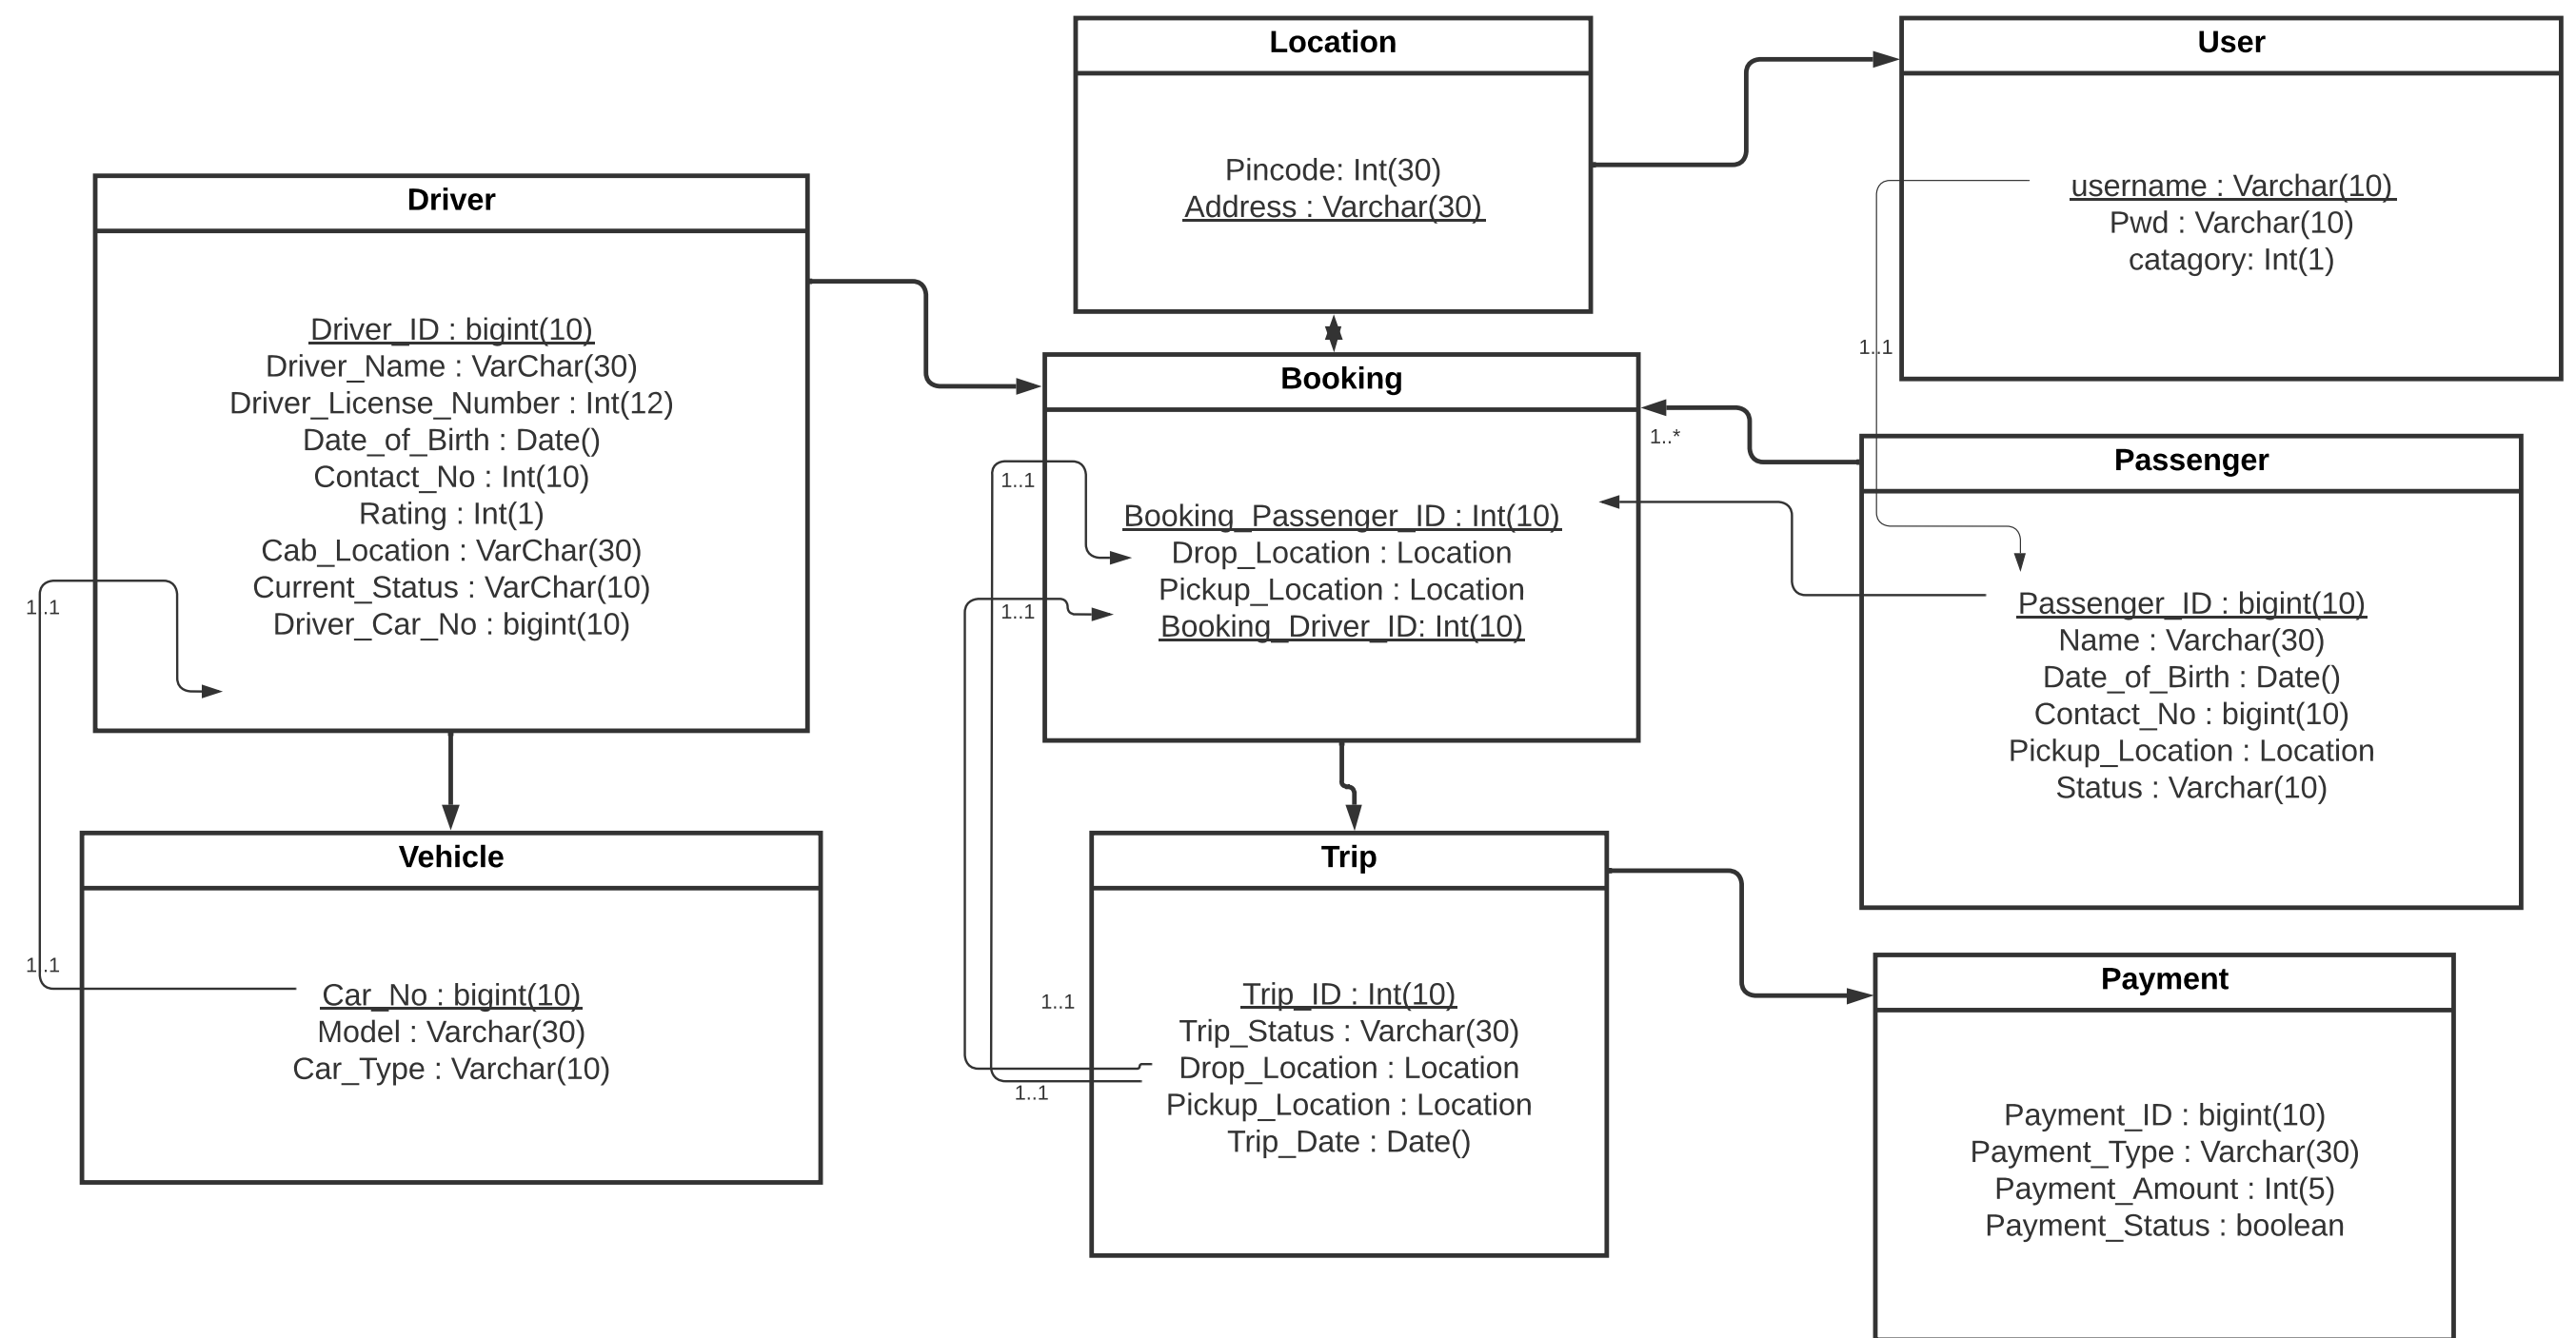 Location
Pincode: Int(30)
Address : Varchar(30)
User
username : Varchar(10)
Pwd : Varchar(10)
catagory: Int(1)
1..1
Driver
Driver_ID : bigint(10)
Driver_Name : VarChar(30)
Driver_License_Number : Int(12)
Date_of_Birth : Date()
Contact_No : Int(10)
Rating : Int(1)
Cab_Location : VarChar(30)
Current_Status : VarChar(10)
Driver_Car_No : bigint(10)
1..1
Booking
1..*
1..1
Booking_Passenger_ID : Int(10)
Drop_Location : Location
Pickup_Location : Location
1..1
Booking_Driver_ID: Int(10)
Passenger
Passenger_ID : bigint(10)
Name : Varchar(30)
Date_of_Birth : Date()
Contact_No : bigint(10)
Pickup_Location : Location
Status : Varchar(10)
Vehicle
1..1
Car_No : bigint(10)
Model : Varchar(30)
Car_Type : Varchar(10)
Trip
1..1
Trip_ID : Int(10)
Trip_Status : Varchar(30)
Drop_Location : Location
1..1
Pickup_Location : Location
Trip_Date : Date()
Payment
Payment_ID : bigint(10)
Payment_Type : Varchar(30)
Payment_Amount : Int(5)
Payment_Status : boolean